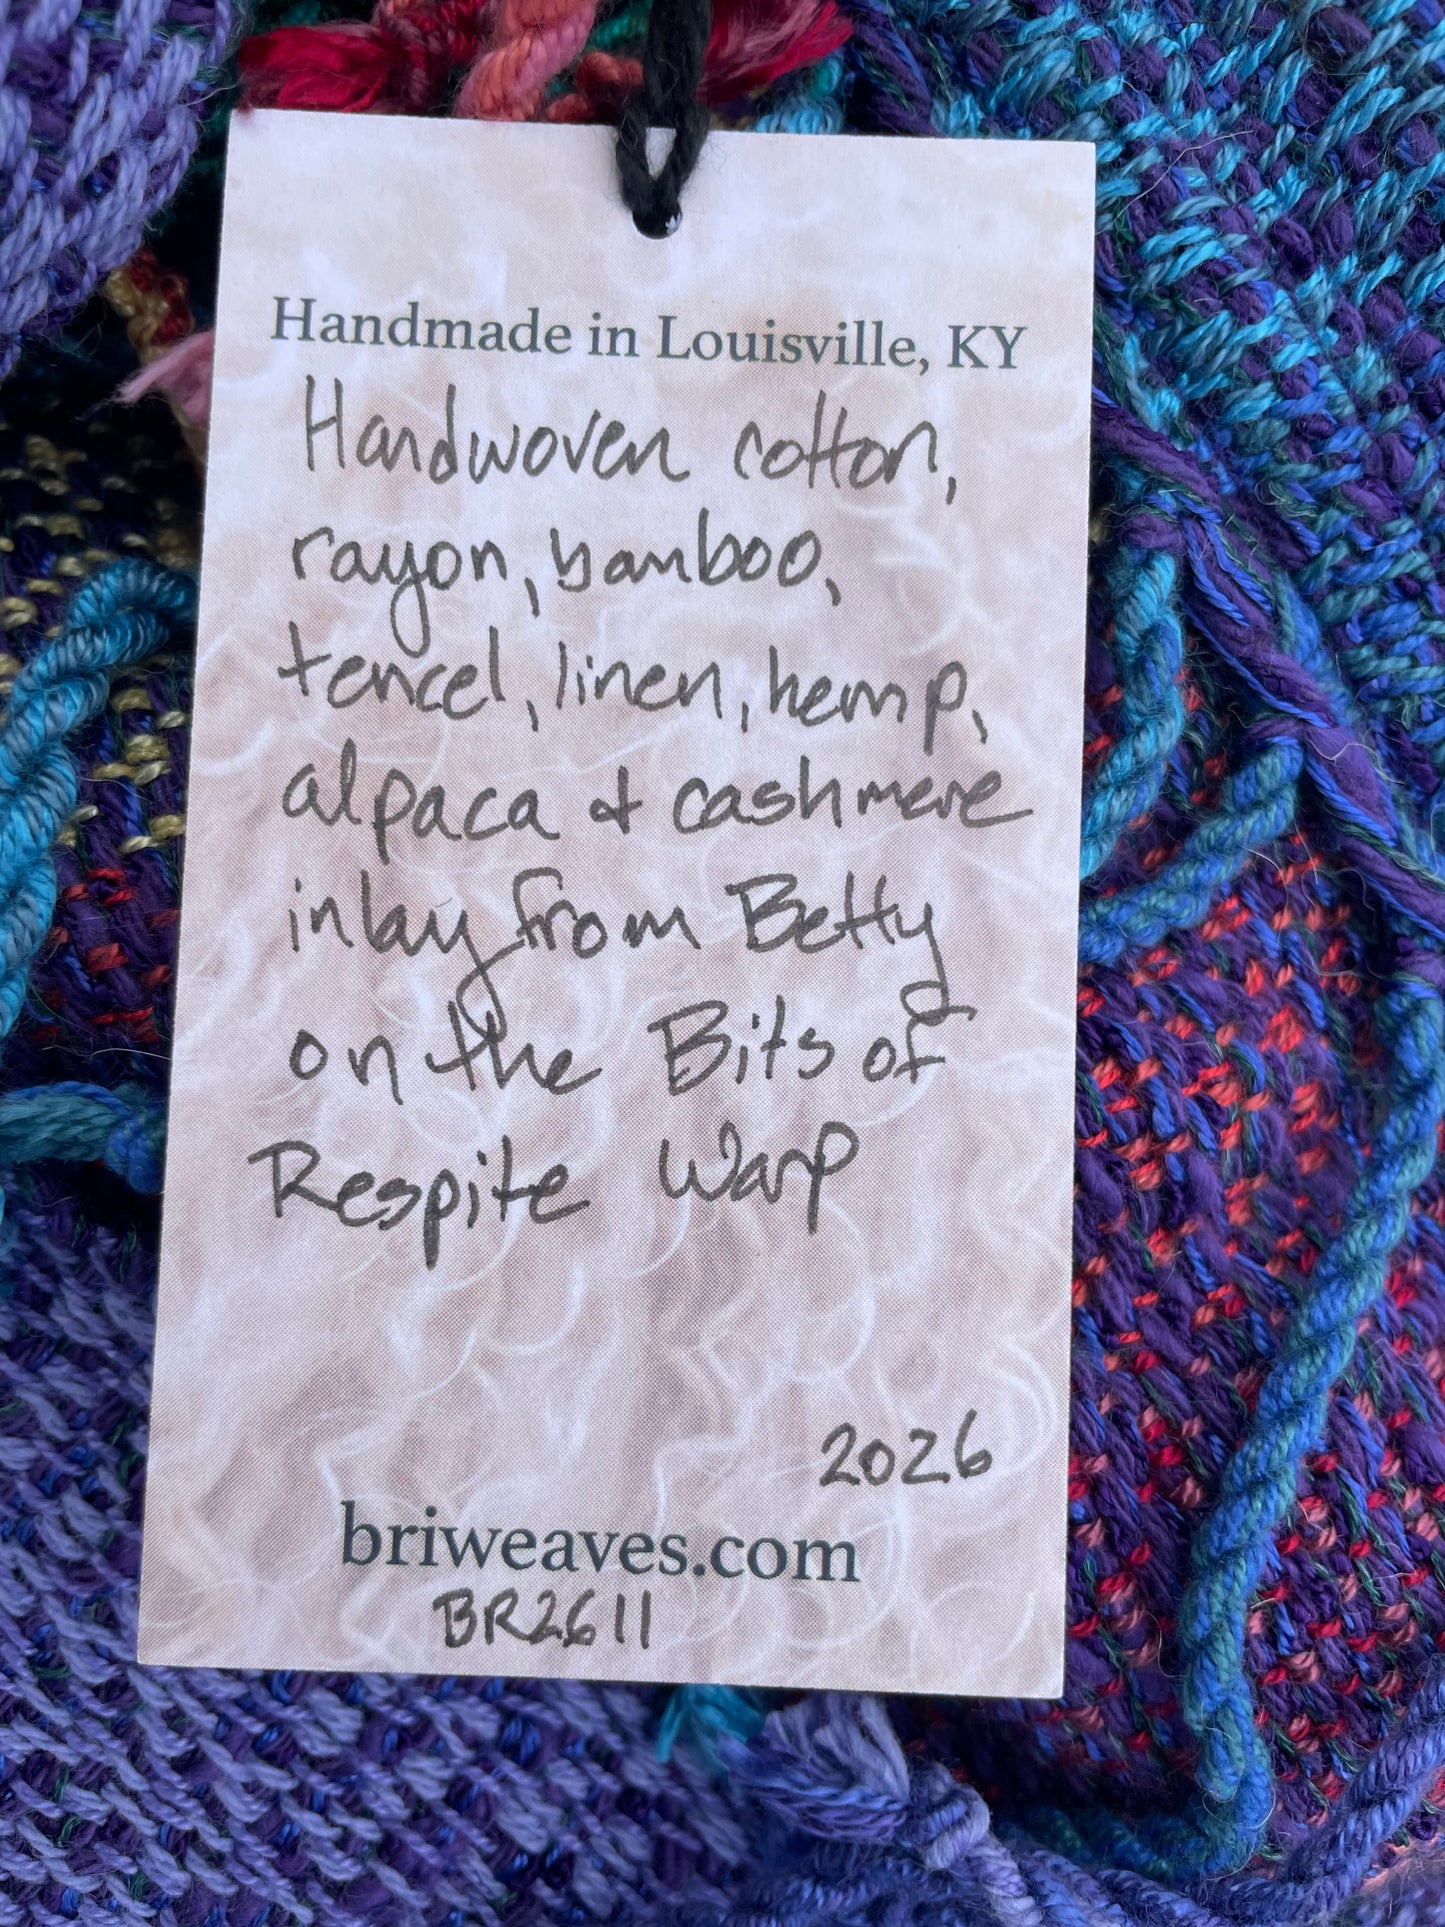 Handmade in Louisville, KY
Handwoven cotton,
rayon, bamboo,
tencel, linen, hemp,
alpaca & cashmere
inlay from Betty
on the Bits of
Respite Warp
2026
briweaves.com
BR2611